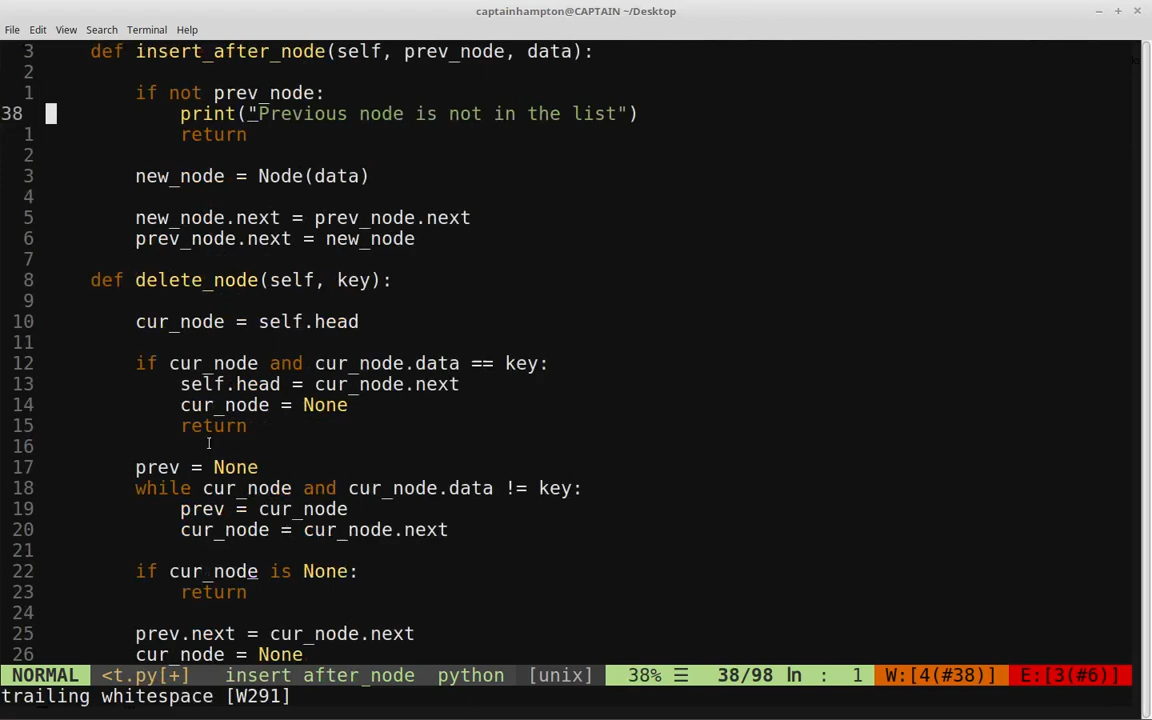 captainhampton@CAPTAIN ~/Desktop
File Edit View Search Terminal Help
3 def insert_after_node(self, prev_node, data):
2
1 if not prev_node:
38 print("Previous node is not in the list")
1 return
2
3 new_node = Node(data)
4
5 new_node.next = prev_node.next
6 prev_node.next = new_node
7
8 def delete_node(self, key):
9
10 cur_node = self.head
11
12 if cur_node and cur_node.data == key:
13 self.head = cur_node.next
14 cur_node = None
15 return
16
17 prev = None
18 while cur_node and cur_node.data != key:
19 prev = cur_node
20 cur_node = cur_node.next
21
22 if cur_node is None:
23 return
24
25 prev.next = cur_node.next
26 cur_node = None
NORMAL <t.py[+] insert_after_node python [unix] 38% ☰ 38/98 ln : 1 W:[4(#38)] E:[3(#6)]
trailing whitespace [W291]